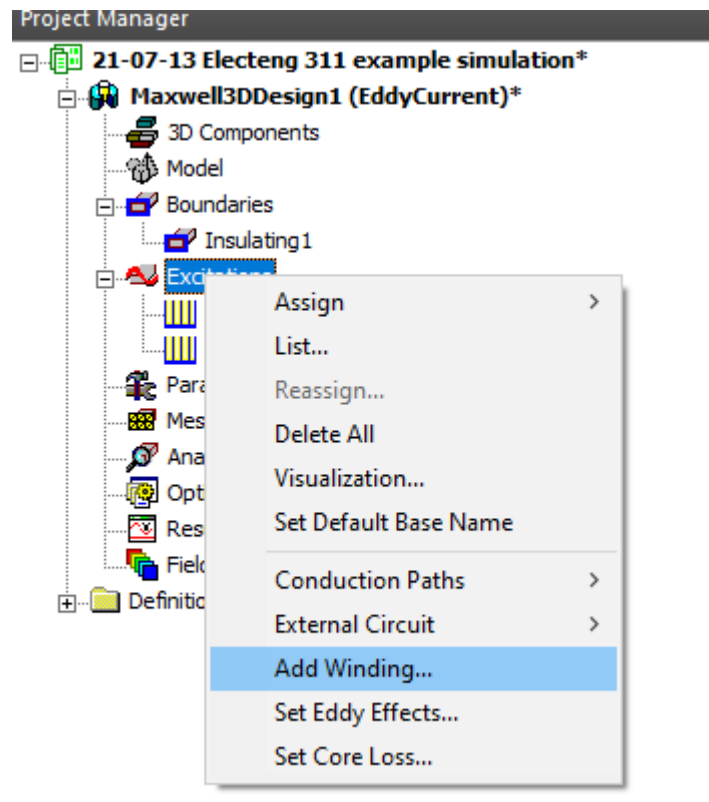 Project Manager
21-07-13 Electeng 311 example simulation*
Maxwell3DDesign1 (EddyCurrent)*
3D Components
Model
Boundaries
Insulating1
Assign
List...
Reassign...
Delete All
Visualization...
Set Default Base Name
Conduction Paths
External Circuit
Add Winding...
Set Eddy Effects...
Set Core Loss...